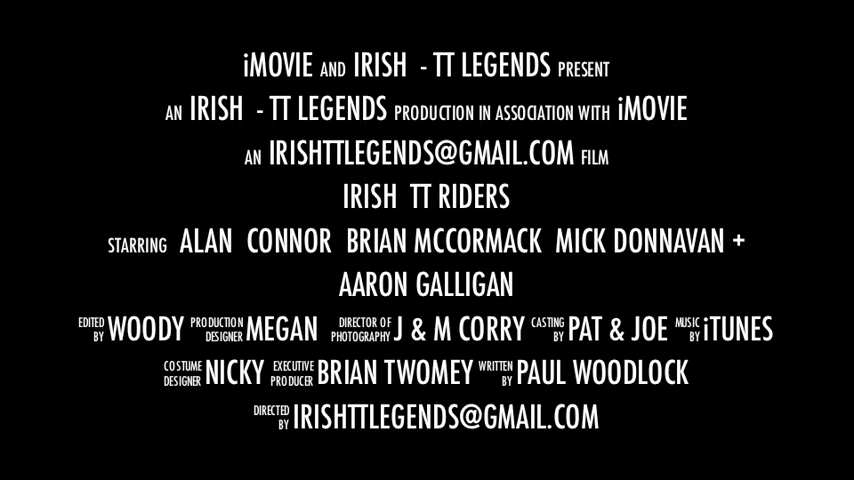 iMOVIE AND IRISH - TT LEGENDS PRESENT
AN IRISH - TT LEGENDS PRODUCTION IN ASSOCIATION WITH iMOVIE
AN IRISHTTLEGENDS@GMAIL.COM FILM
IRISH TT RIDERS
STARRING ALAN CONNOR BRIAN MCCORMACK MICK DONNAVAN +
AARON GALLIGAN
EDITED BY WOODY PRODUCTION DESIGNER MEGAN DIRECTOR OF PHOTOGRAPHY J & M CORRY CASTING BY PAT & JOE MUSIC BY iTUNES
COSTUME DESIGNER NICKY EXECUTIVE PRODUCER BRIAN TWOMEY WRITTEN BY PAUL WOODLOCK
DIRECTED BY IRISHTTLEGENDS@GMAIL.COM